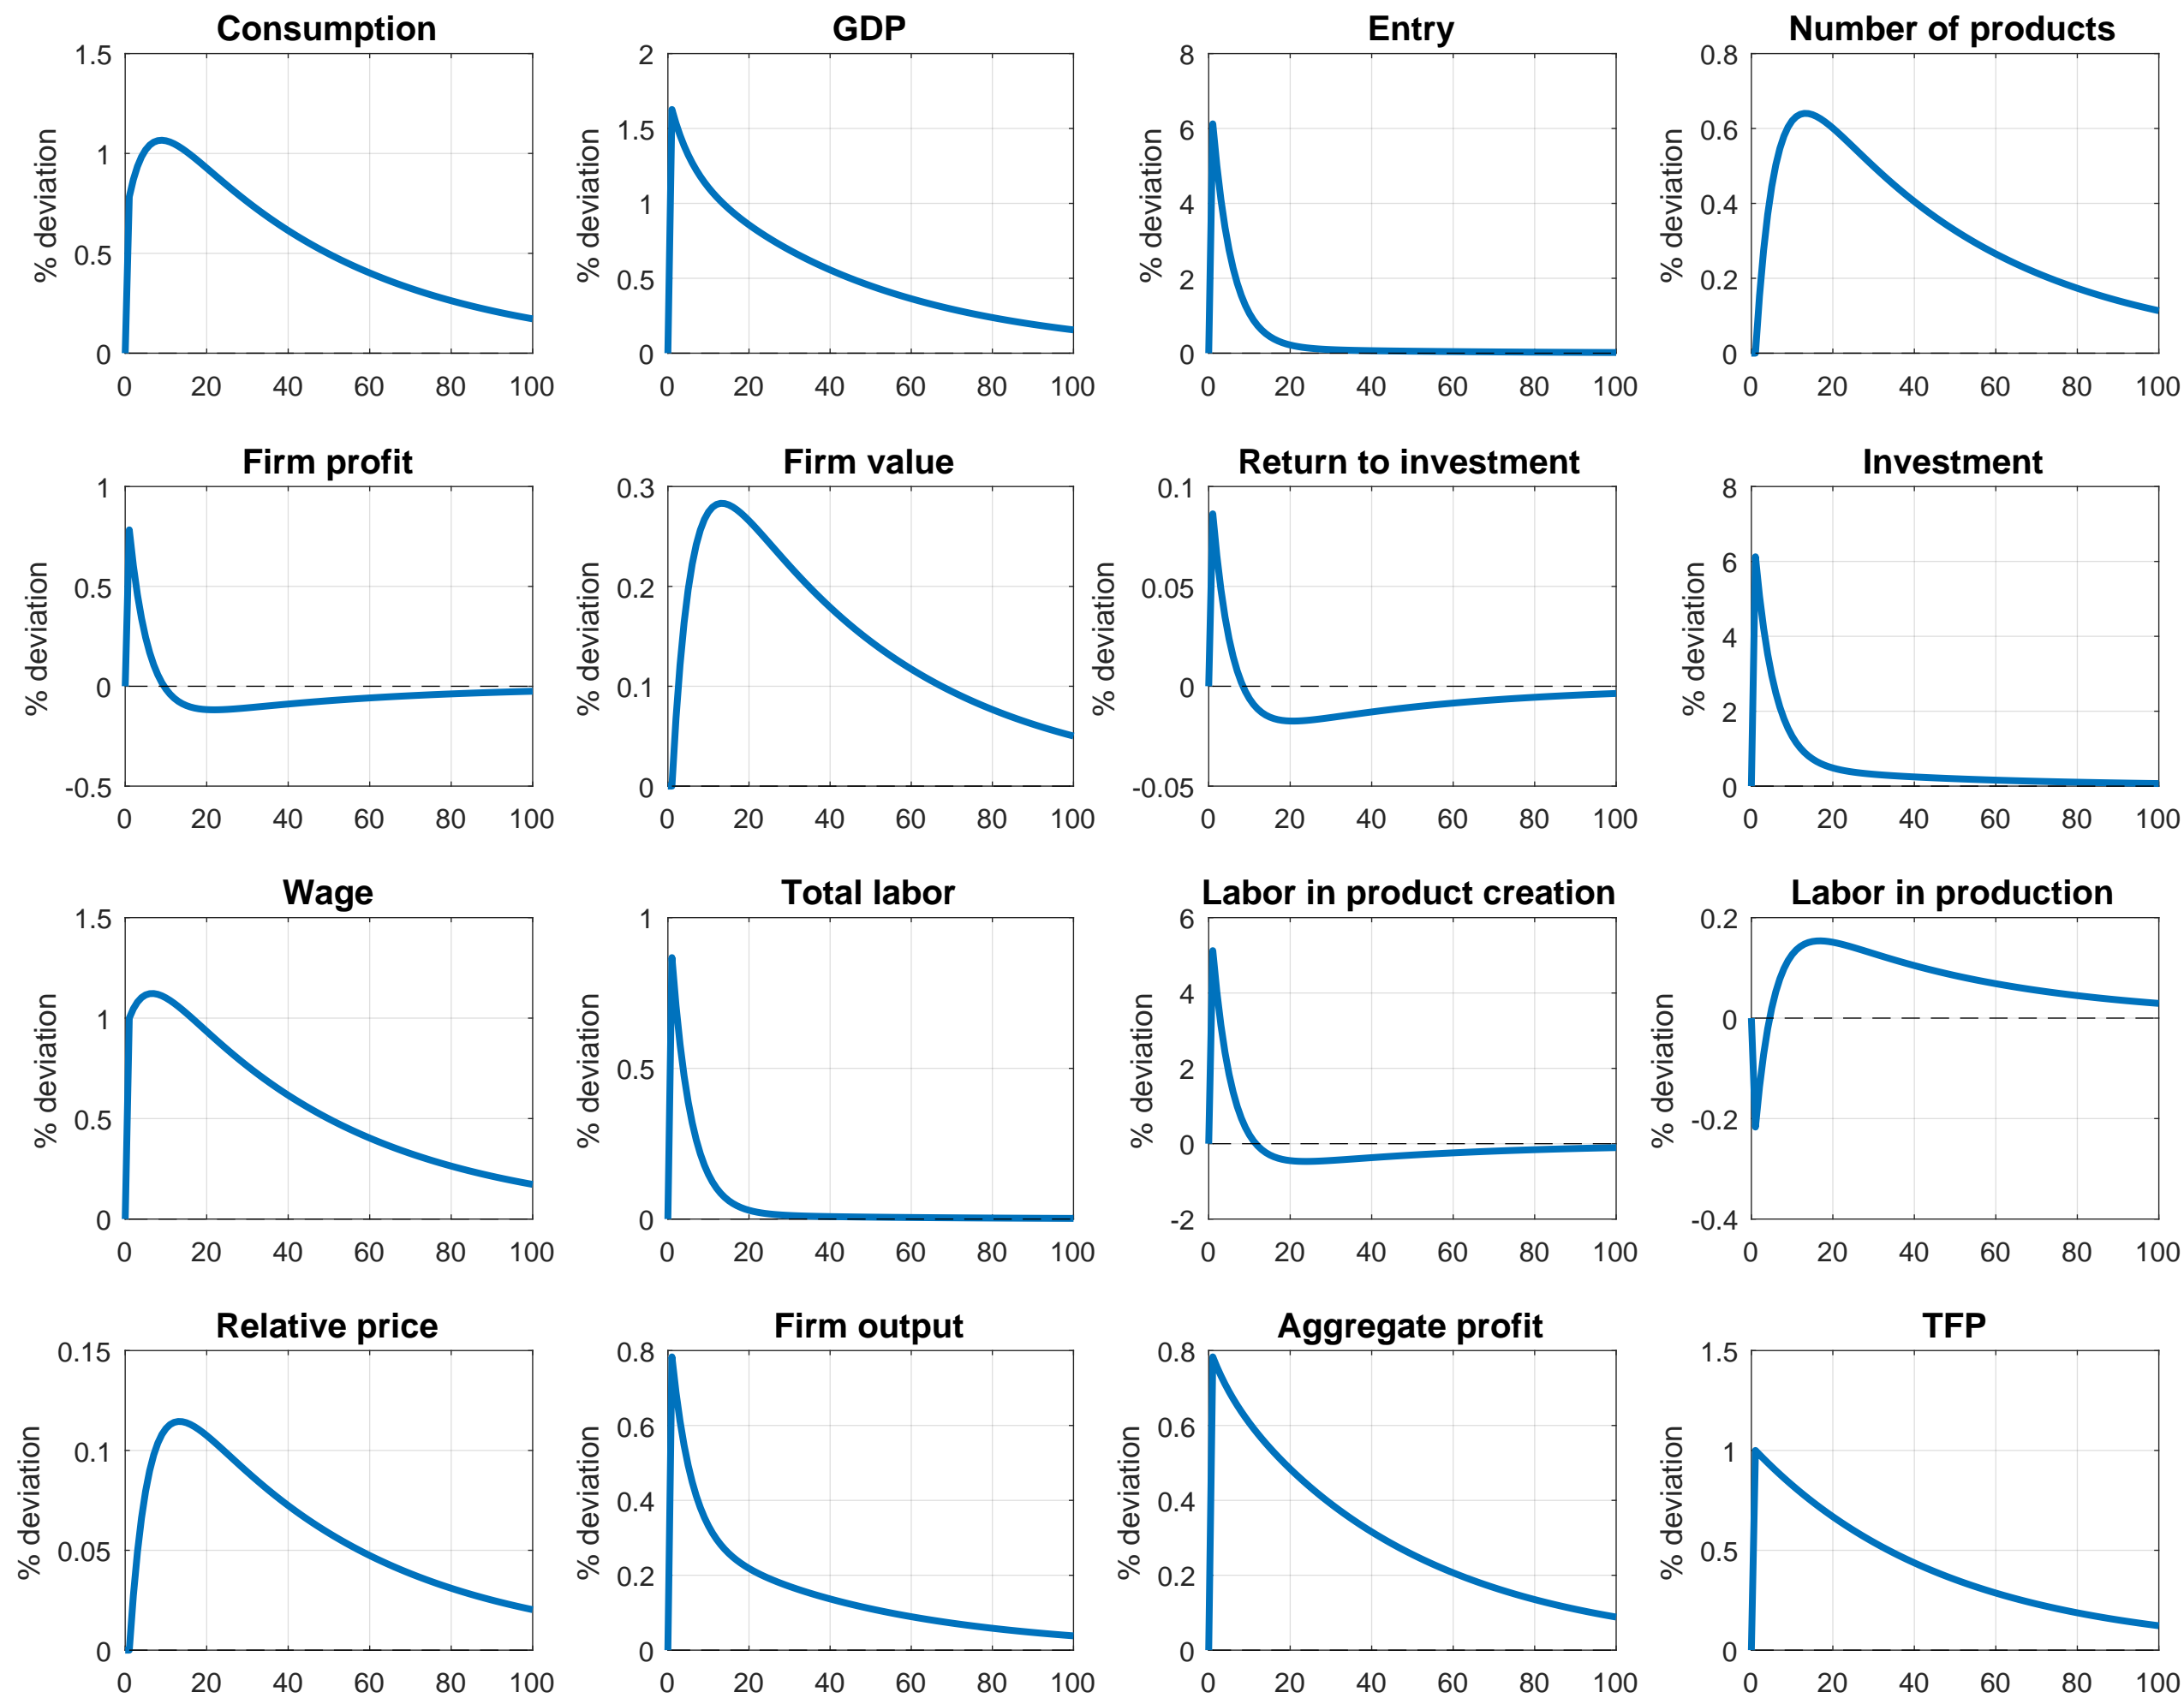 Consumption
GDP
Entry
Number of products
1.5
1
0.5
0
% deviation
0 20 40 60 80 100
2
1.5
1
0.5
0
% deviation
0 20 40 60 80 100
8
6
4
2
0
% deviation
0 20 40 60 80 100
0.8
0.6
0.4
0.2
0
% deviation
0 20 40 60 80 100
Firm profit
Firm value
Return to investment
Investment
1
0.5
0
-0.5
% deviation
0 20 40 60 80 100
0.3
0.2
0.1
0
% deviation
0 20 40 60 80 100
0.1
0.05
0
-0.05
% deviation
0 20 40 60 80 100
8
6
4
2
0
% deviation
0 20 40 60 80 100
Wage
Total labor
Labor in product creation
Labor in production
1.5
1
0.5
0
% deviation
0 20 40 60 80 100
1
0.5
0
% deviation
0 20 40 60 80 100
6
4
2
0
-2
% deviation
0 20 40 60 80 100
0.2
0
-0.2
-0.4
% deviation
0 20 40 60 80 100
Relative price
Firm output
Aggregate profit
TFP
0.15
0.1
0.05
0
% deviation
0 20 40 60 80 100
0.8
0.6
0.4
0.2
0
% deviation
0 20 40 60 80 100
0.8
0.6
0.4
0.2
0
% deviation
0 20 40 60 80 100
1.5
1
0.5
0
% deviation
0 20 40 60 80 100